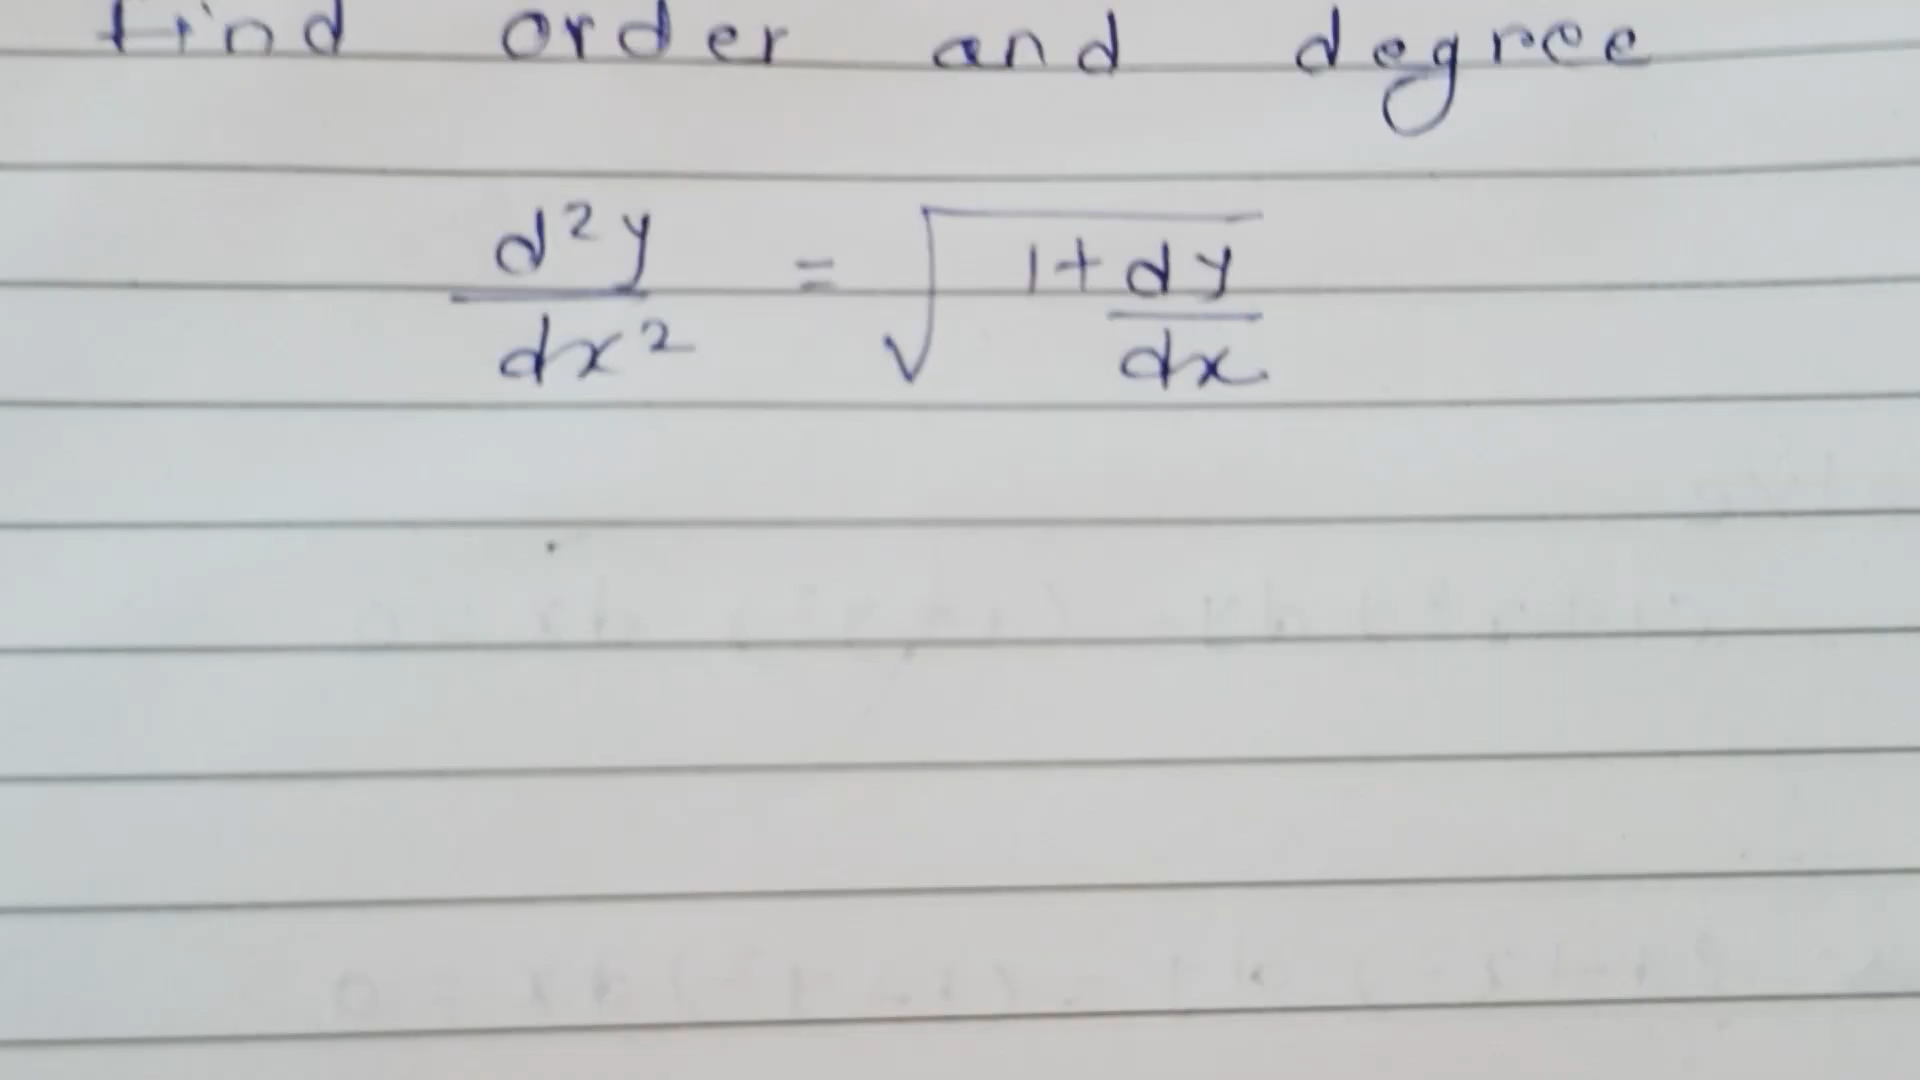 Find order and degree
d²y/dx² = √(1+dy/dx)